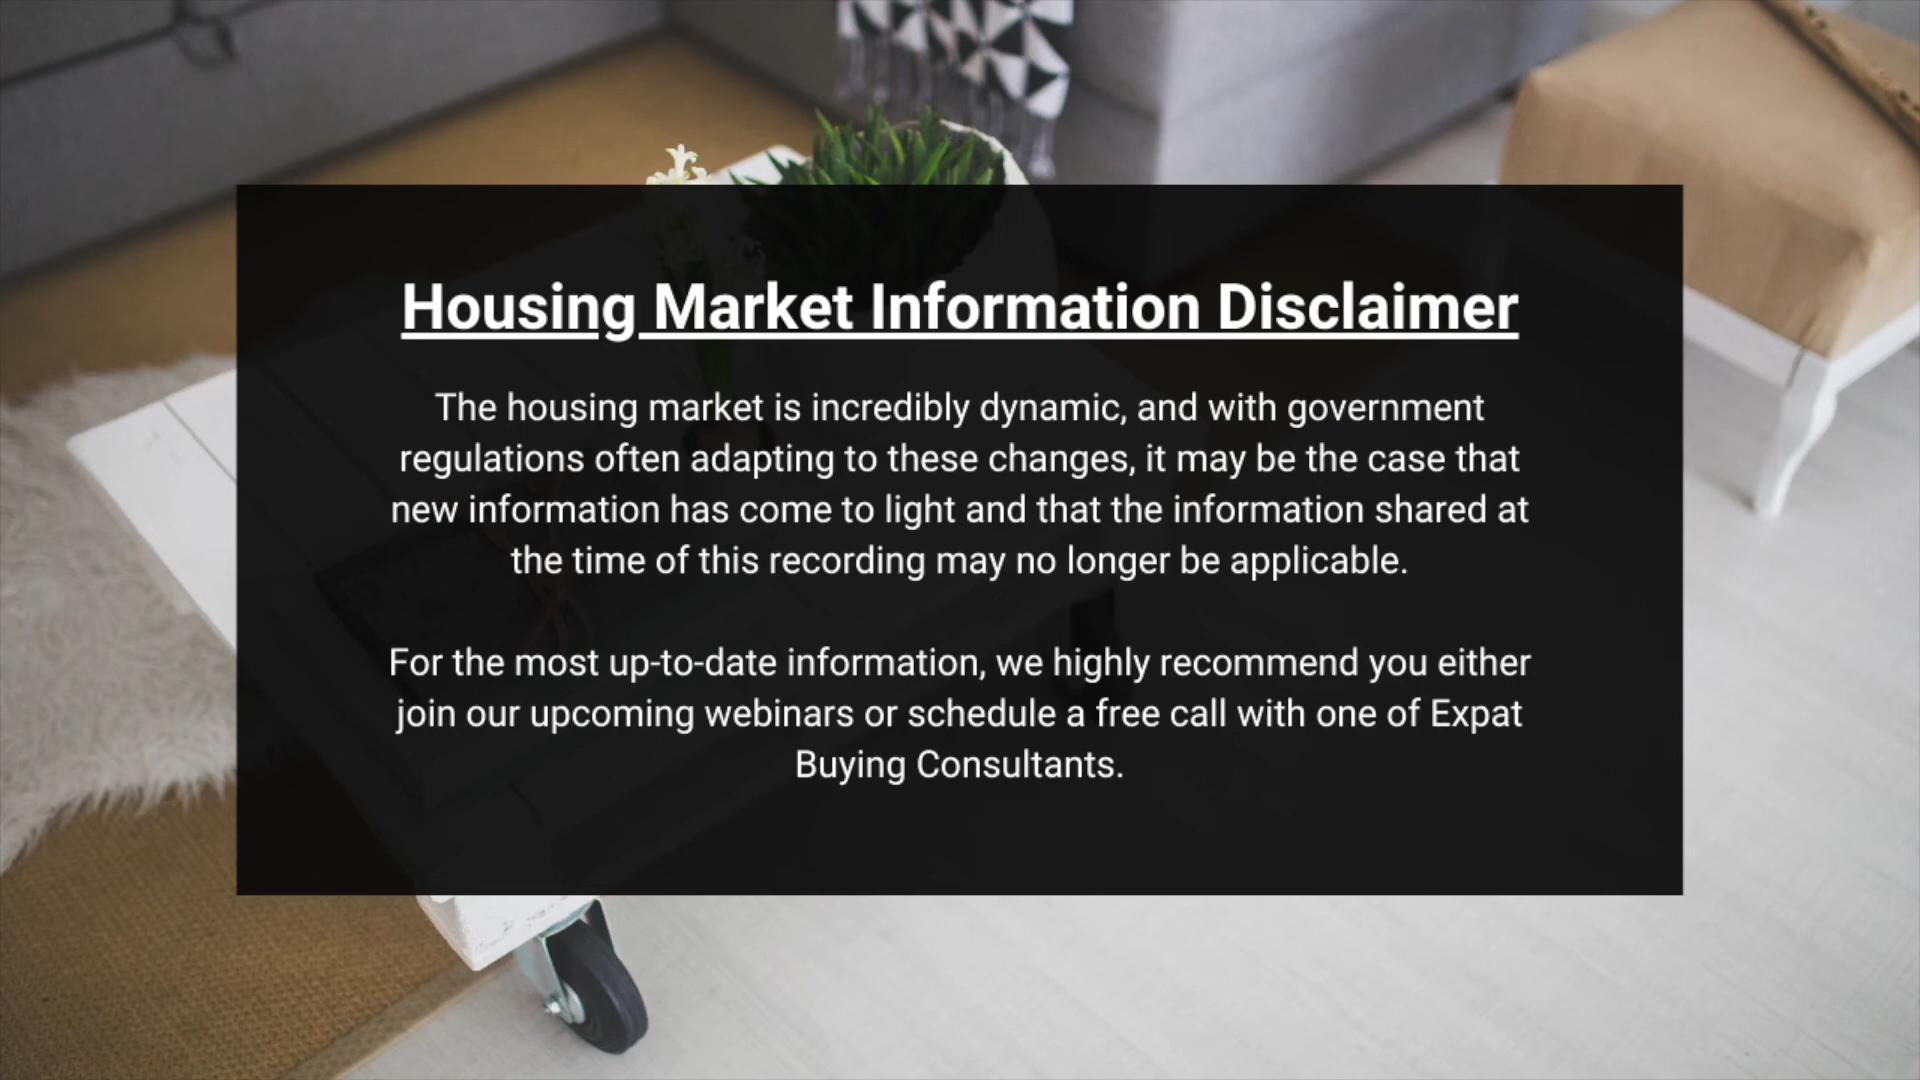 Housing Market Information Disclaimer
The housing market is incredibly dynamic, and with government
regulations often adapting to these changes, it may be the case that
new information has come to light and that the information shared at
the time of this recording may no longer be applicable.
For the most up-to-date information, we highly recommend you either
join our upcoming webinars or schedule a free call with one of Expat
Buying Consultants.